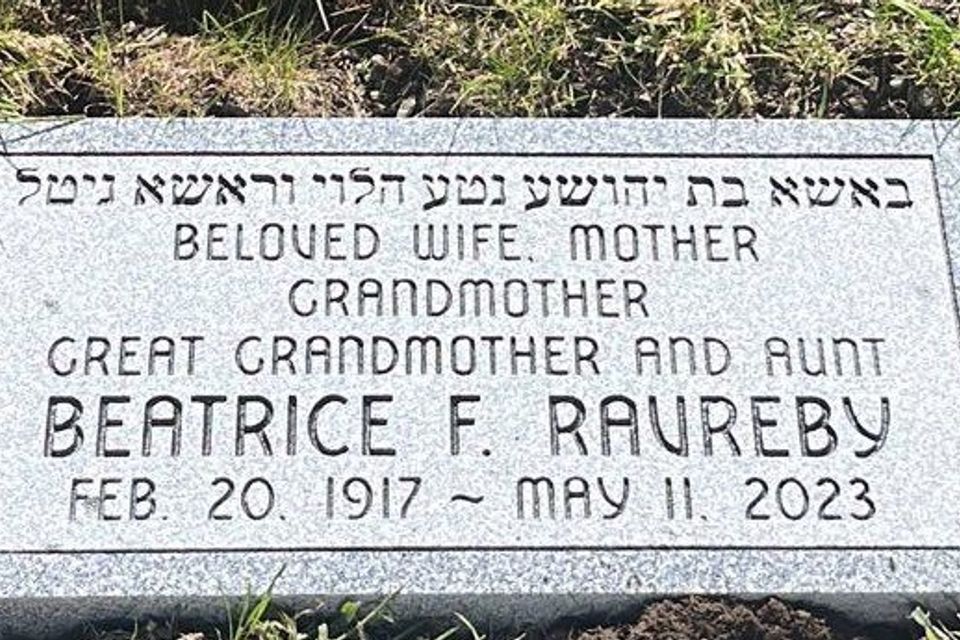 באשא בת יהושע נטע הלוי וראשא גיטל
BELOVED WIFE, MOTHER
GRANDMOTHER
GREAT GRANDMOTHER AND AUNT
BEATRICE F. RAVREBY
FEB. 20, 1917 ~ MAY 11, 2023